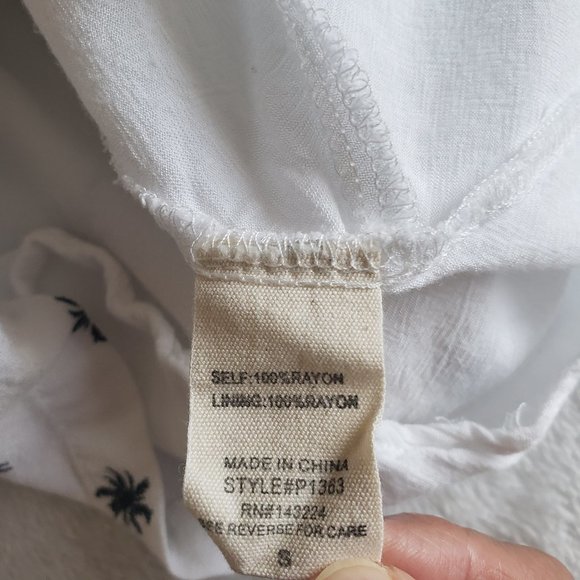 SELF:100%RAYON
LINING:100%RAYON
MADE IN CHINA
STYLE#P1363
RN#143224
SEE REVERSE FOR CARE
S